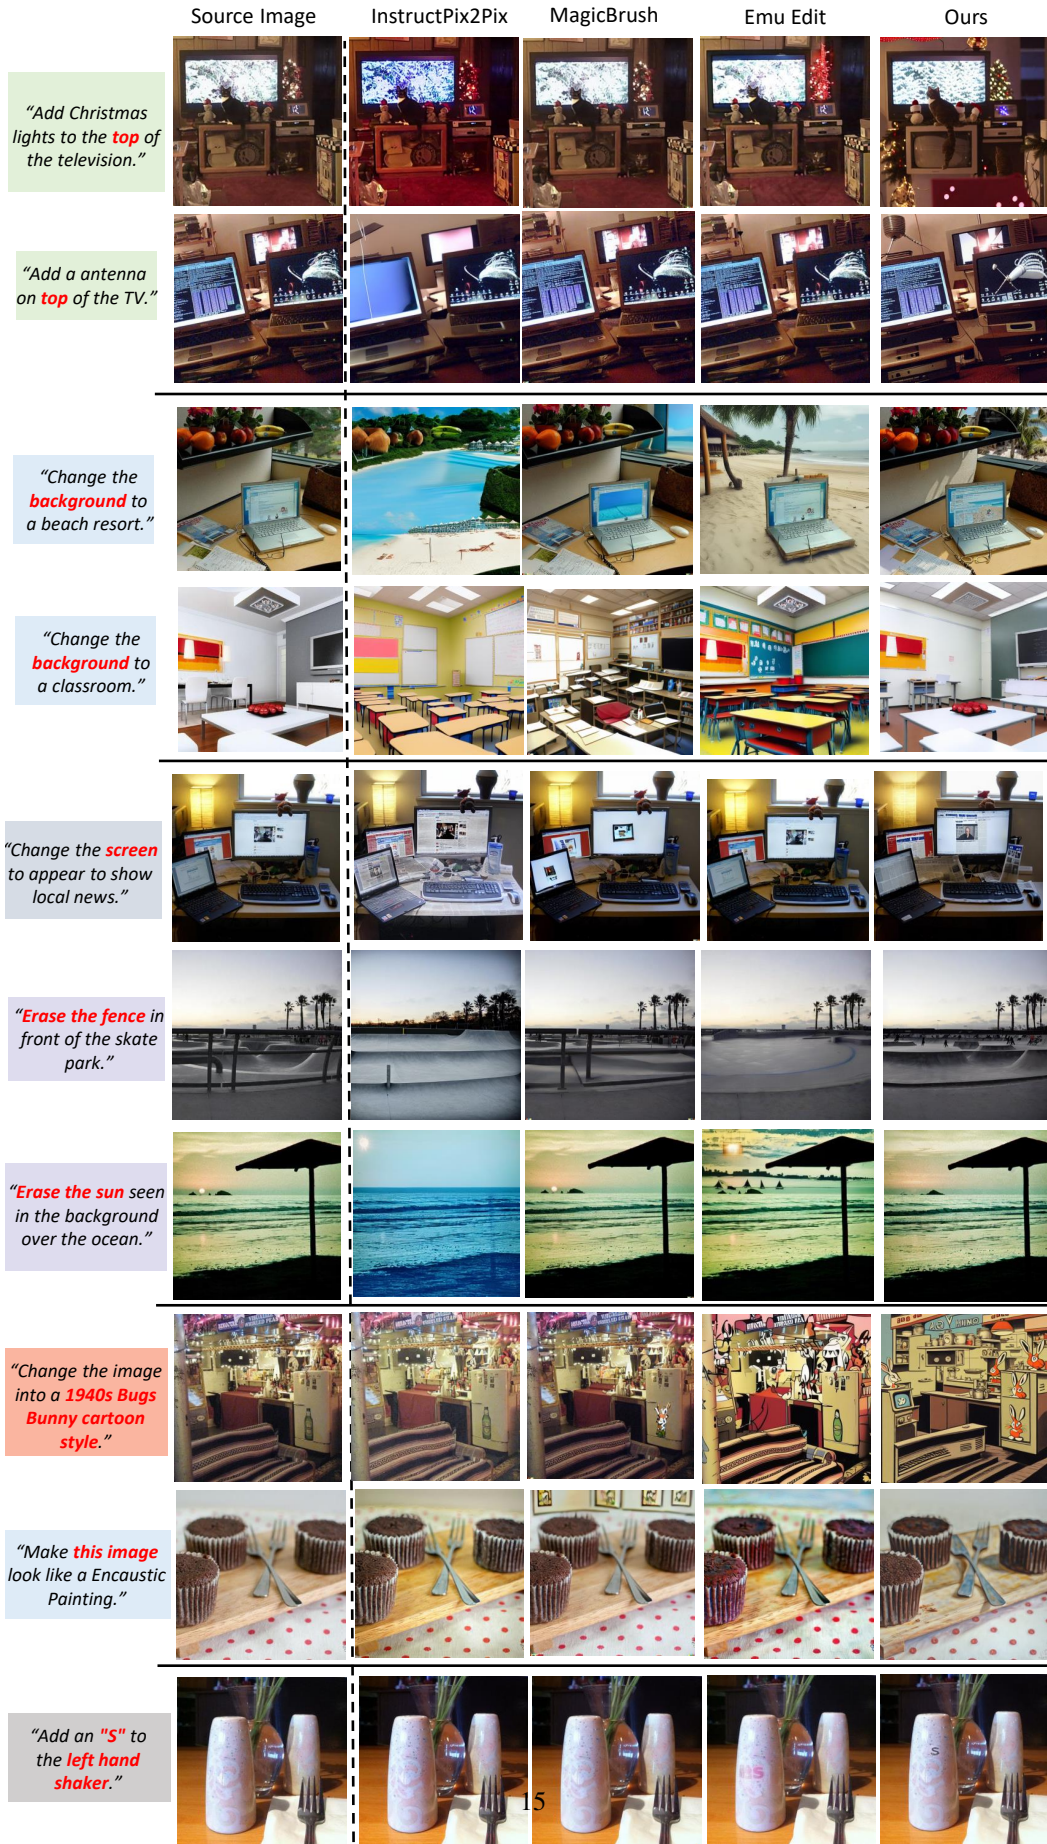 Source Image InstructPix2Pix MagicBrush Emu Edit Ours
“Add Christmas
lights to the top of
the television.”
“Add a antenna
on top of the TV.”
“Change the
background to
a beach resort.”
“Change the
background to
a classroom.”
“Change the screen
to appear to show
local news.”
“Erase the fence in
front of the skate
park.”
“Erase the sun seen
in the background
over the ocean.”
“Change the image
into a 1940s Bugs
Bunny cartoon
style.”
“Make this image
look like a Encaustic
Painting.”
“Add an "S" to
the left hand
shaker.”
S
15